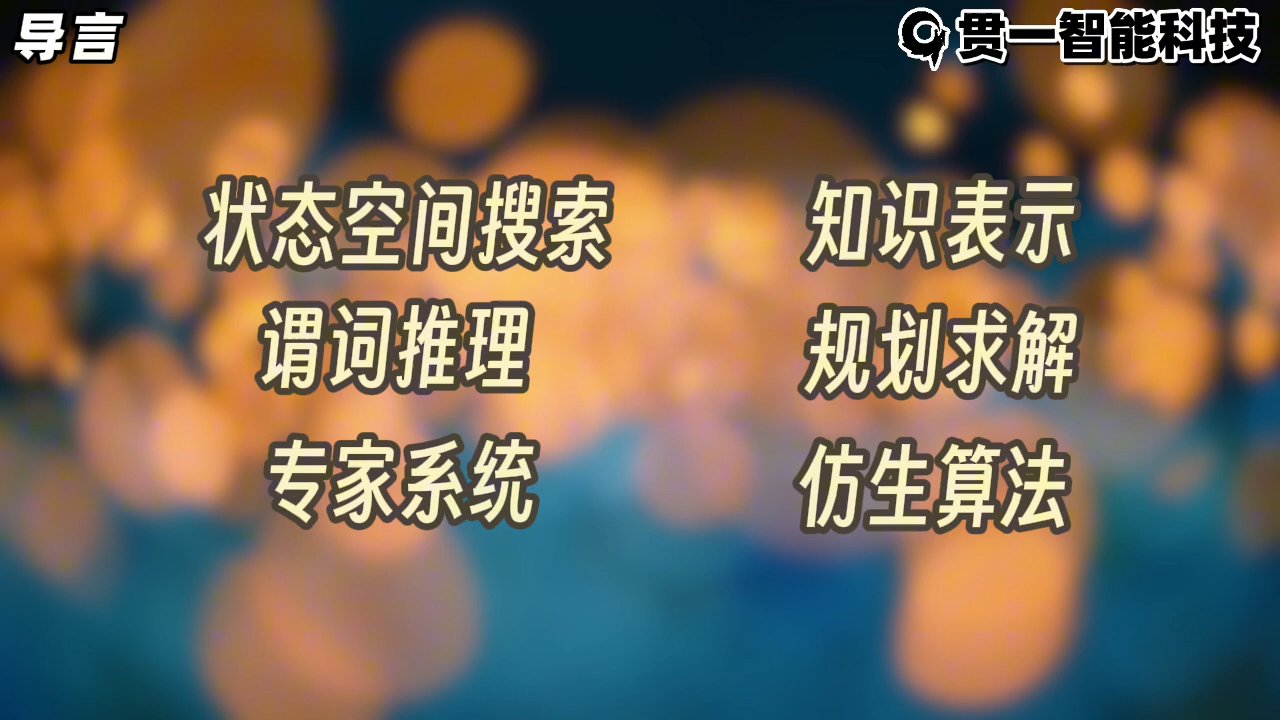 导言
贯一智能科技
状态空间搜索
知识表示
谓词推理
规划求解
专家系统
仿生算法